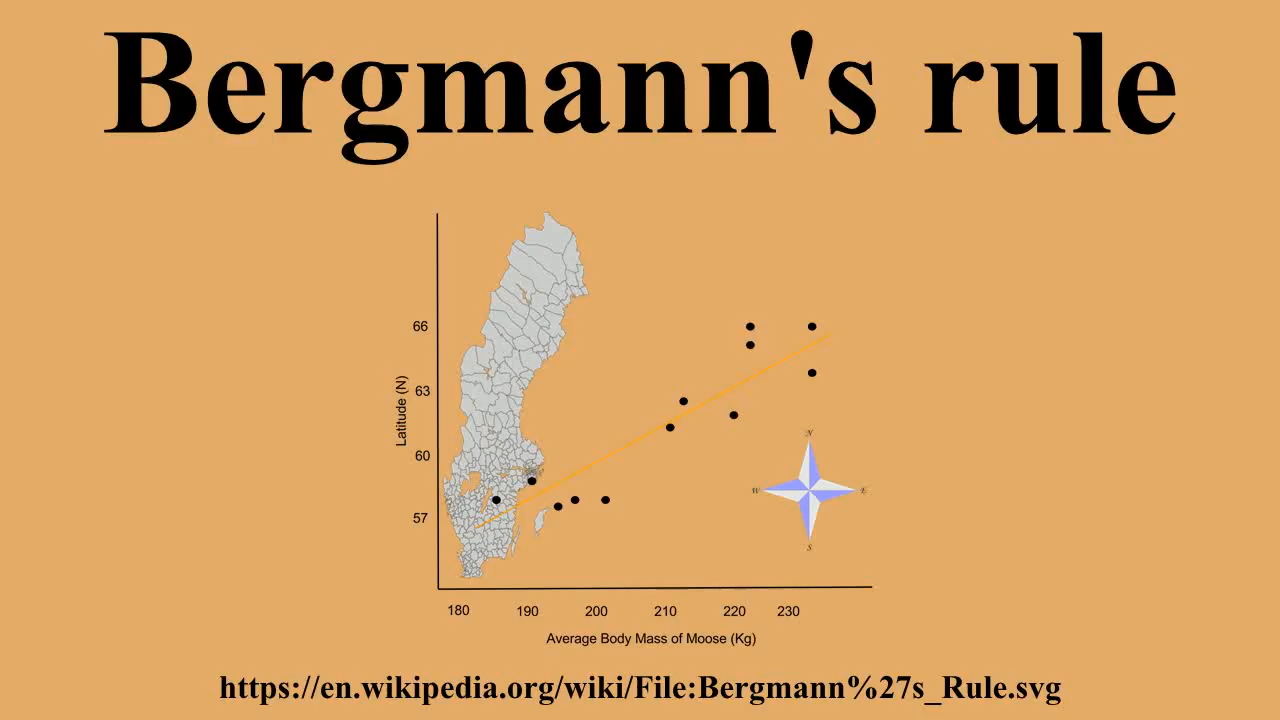 Bergmann's rule
66
63
Latitude (N)
60
57
N
W
E
S
180 190 200 210 220 230
Average Body Mass of Moose (Kg)
https://en.wikipedia.org/wiki/File:Bergmann%27s_Rule.svg